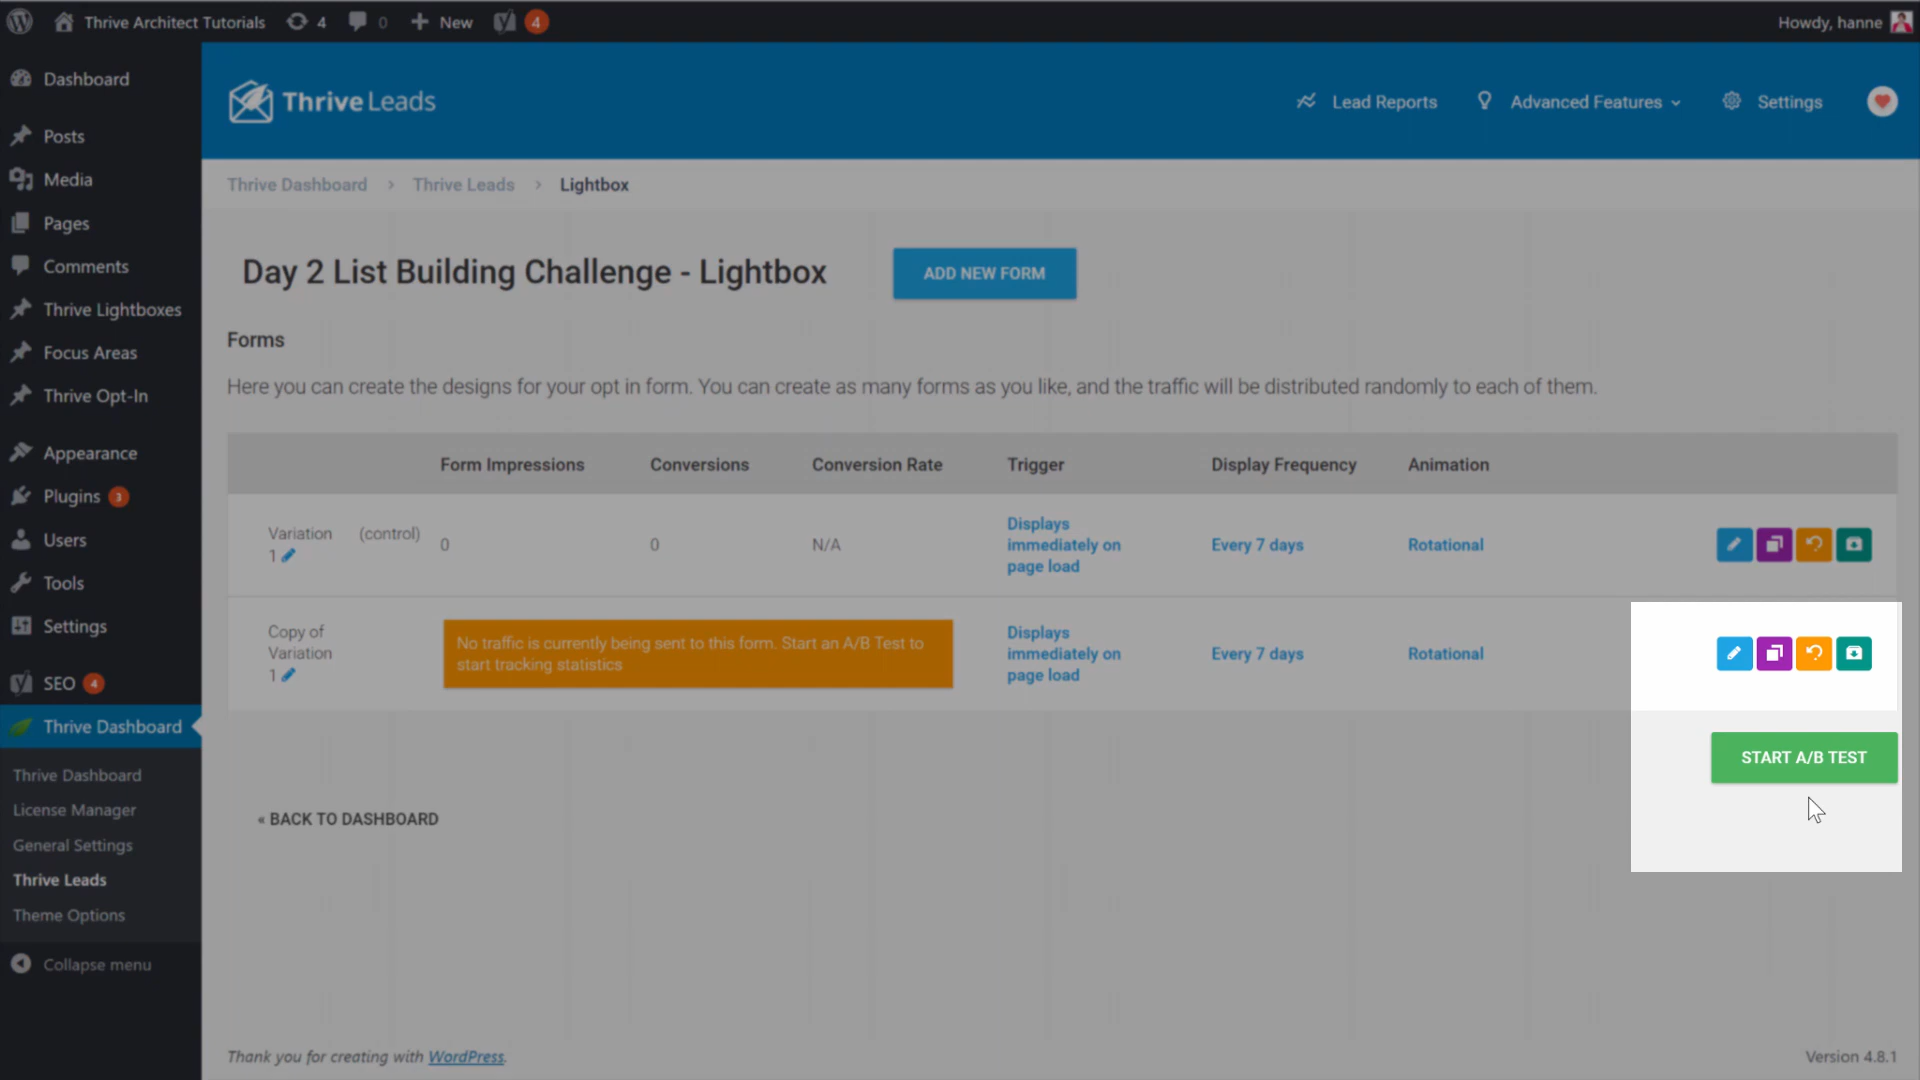 Thrive Architect Tutorials 4 0 New 4 Howdy, hanne
Dashboard
Posts
Media
Pages
Comments
Thrive Lightboxes
Focus Areas
Thrive Opt-In
Appearance
Plugins 3
Users
Tools
Settings
SEO 4
Thrive Dashboard
Thrive Dashboard
License Manager
General Settings
Thrive Leads
Theme Options
Collapse menu
Thrive Leads
Lead Reports Advanced Features Settings
Thrive Dashboard > Thrive Leads > Lightbox
Day 2 List Building Challenge - Lightbox
ADD NEW FORM
Forms
Here you can create the designs for your opt in form. You can create as many forms as you like, and the traffic will be distributed randomly to each of them.
Form Impressions Conversions Conversion Rate Trigger Display Frequency Animation
Variation (control)
1
0 0 N/A
Displays
immediately on
page load
Every 7 days Rotational
Copy of
Variation
1
No traffic is currently being sent to this form. Start an A/B Test to
start tracking statistics
Displays
immediately on
page load
Every 7 days Rotational
START A/B TEST
« BACK TO DASHBOARD
Thank you for creating with WordPress.
Version 4.8.1